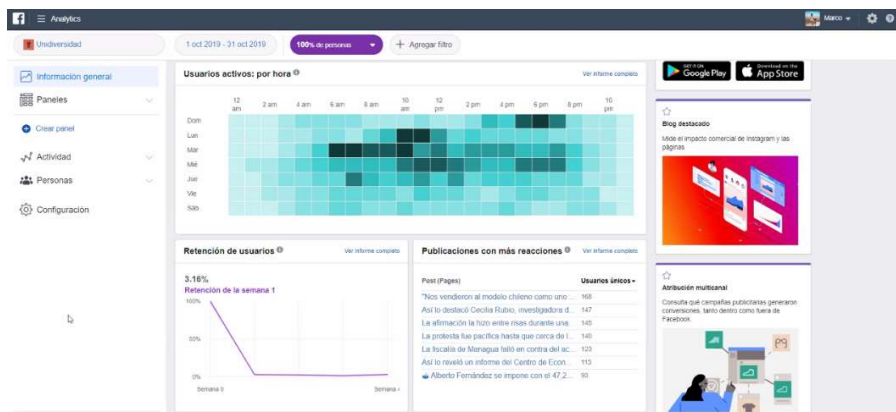 f Analytics Marco
Unidiversidad 1 oct 2019 - 31 oct 2019 100% de personas + Agregar filtro
Información general
Paneles
Crear panel
Actividad
Personas
Configuración
Usuarios activos: por hora Ver informe completo
12 am 2 am 4 am 6 am 8 am 10 am 12 pm 2 pm 4 pm 6 pm 8 pm 10 pm
Dom
Lun
Mar
Mié
Jue
Vie
Sáb
Retención de usuarios Ver informe completo
3.16%
Retención de la semana 1
100%
50%
0%
Semana 0 Semana 4
Publicaciones con más reacciones Ver informe completo
Post (Pages) Usuarios únicos
"Nos vendieron al modelo chileno como uno ... 168
Así lo destacó Cecilia Rubio, investigadora d... 147
La afirmación la hizo entre risas durante una 145
La protesta fue pacífica hasta que cerca de l... 140
La fiscalía de Menagua falló en contra del ac... 123
Así lo reveló un informe del Centro de Econ... 113
Alberto Fernández se impone con el 47,2... 93
GET IT ON Google Play
Download on the App Store
Blog destacado
Mide el impacto comercial de Instagram y las
páginas
Atribución multicanal
Consulta qué campañas publicitarias generaron
conversiones, tanto dentro como fuera de
Facebook.